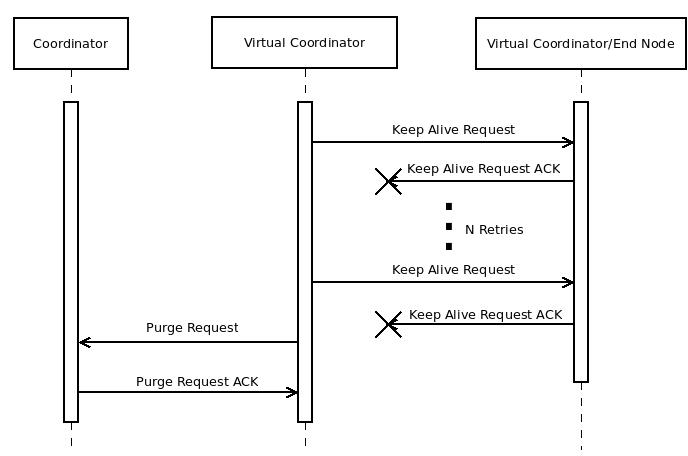 Coordinator
Virtual Coordinator
Virtual Coordinator/End Node
Keep Alive Request
Keep Alive Request ACK
N Retries
Keep Alive Request
Keep Alive Request ACK
Purge Request
Purge Request ACK